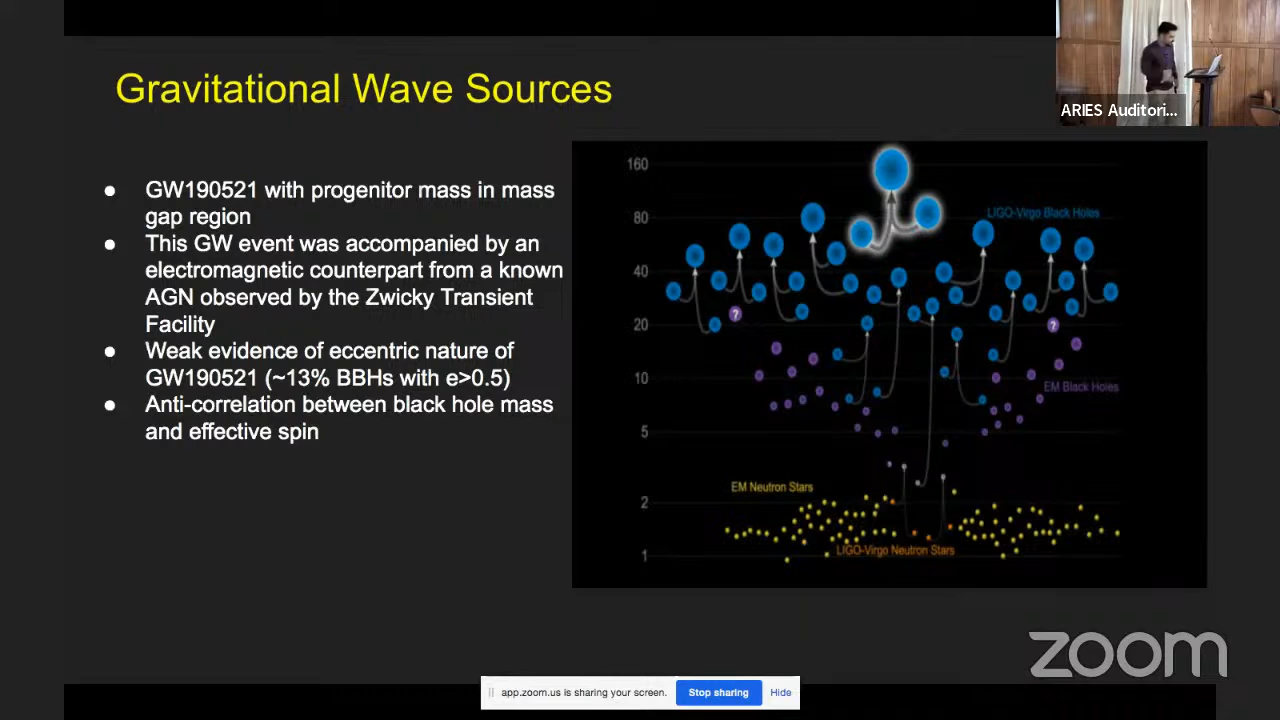 Gravitational Wave Sources
ARIES Auditori...
● GW190521 with progenitor mass in mass
gap region
● This GW event was accompanied by an
electromagnetic counterpart from a known
AGN observed by the Zwicky Transient
Facility
● Weak evidence of eccentric nature of
GW190521 (~13% BBHs with e>0.5)
● Anti-correlation between black hole mass
and effective spin
160
80
LIGO-Virgo Black Holes
40
20
?
?
10
EM Black Holes
5
EM Neutron Stars
2
LIGO-Virgo Neutron Stars
1
zoom
app.zoom.us is sharing your screen.
Stop sharing
Hide